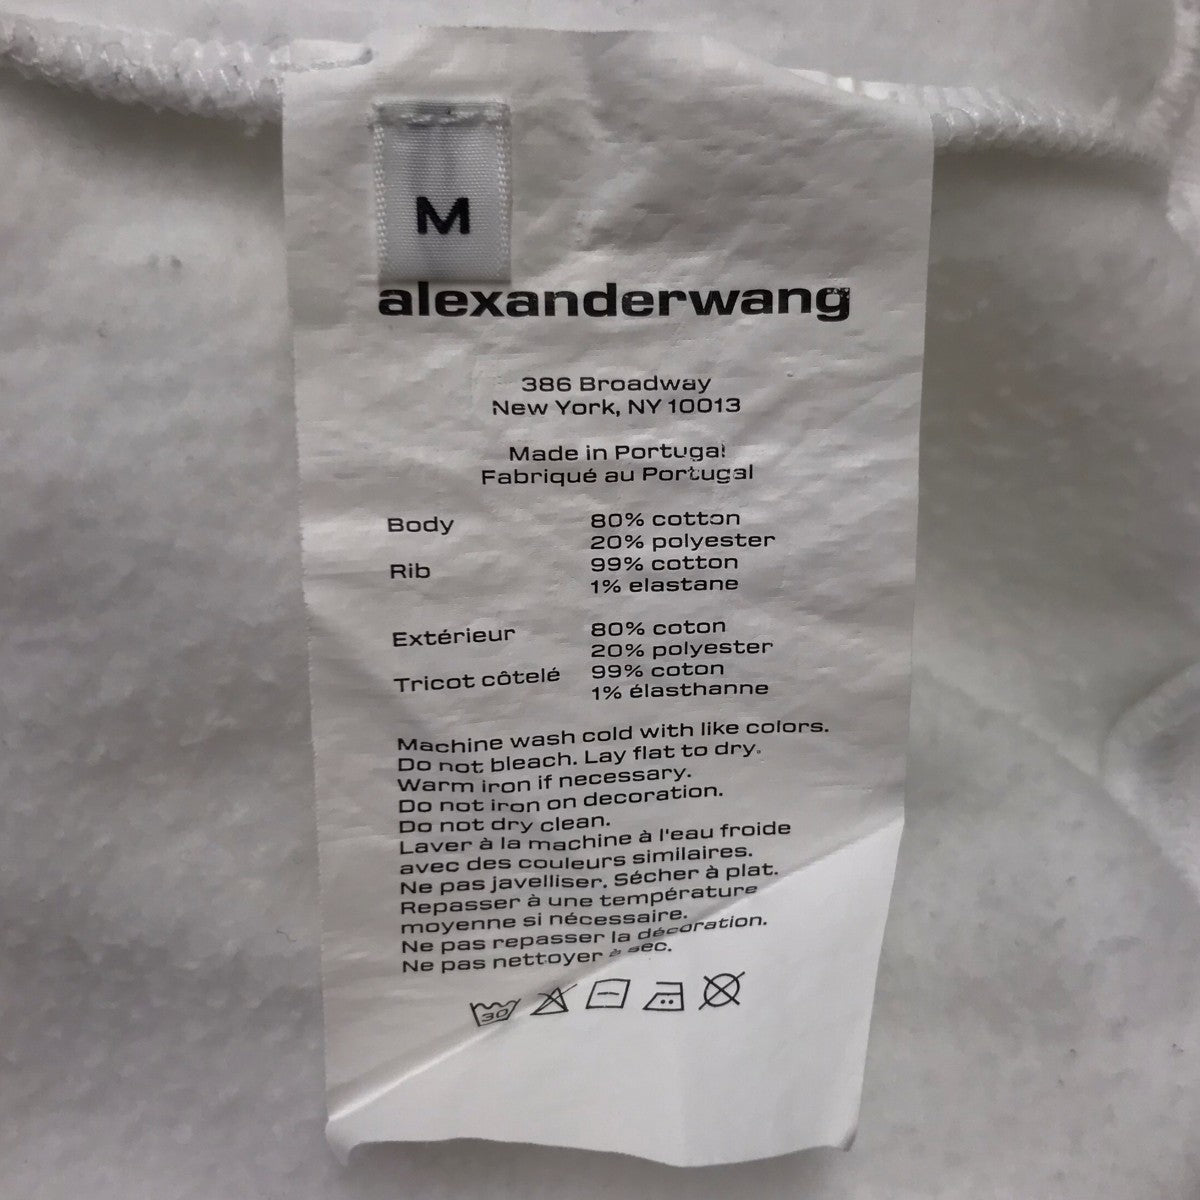 M
alexanderwang
386 Broadway
New York, NY 10013
Made in Portugal
Fabriqué au Portugal
Body 80% cotton
20% polyester
Rib 99% cotton
1% elastane
Extérieur 80% coton
20% polyester
Tricot côtelé 99% coton
1% élasthanne
Machine wash cold with like colors.
Do not bleach. Lay flat to dry.
Warm iron if necessary.
Do not iron on decoration.
Do not dry clean.
Laver à la machine à l'eau froide
avec des couleurs similaires.
Ne pas javelliser. Sécher à plat.
Repasser à une température
moyenne si nécessaire.
Ne pas repasser la décoration.
Ne pas nettoyer à sec.
30